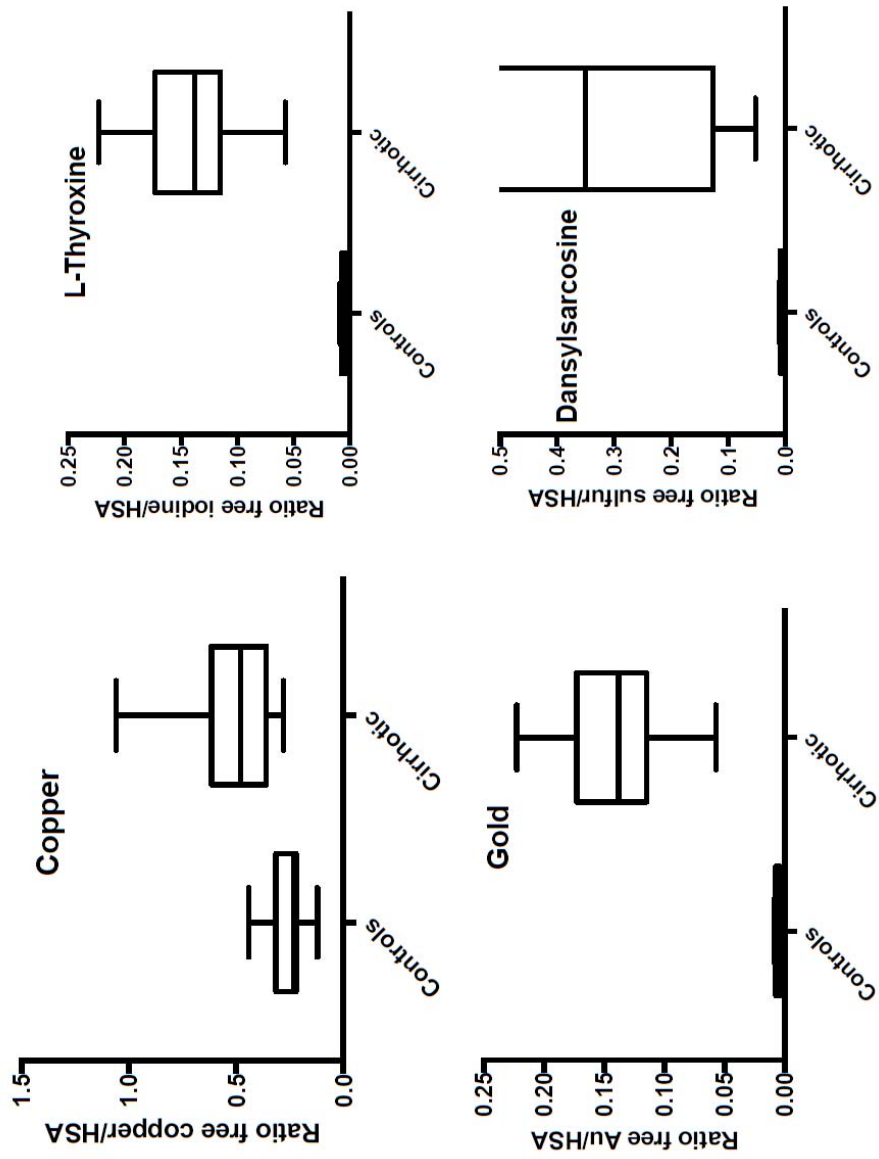 Copper
Ratio free copper/HSA
1.5
1.0
0.5
0.0
Controls
Cirrhotic
L-Thyroxine
Ratio free iodine/HSA
0.25
0.20
0.15
0.10
0.05
0.00
Controls
Cirrhotic
Gold
Ratio free Au/HSA
0.25
0.20
0.15
0.10
0.05
0.00
Controls
Cirrhotic
Dansylsarcosine
Ratio free sulfur/HSA
0.5
0.4
0.3
0.2
0.1
0.0
Controls
Cirrhotic